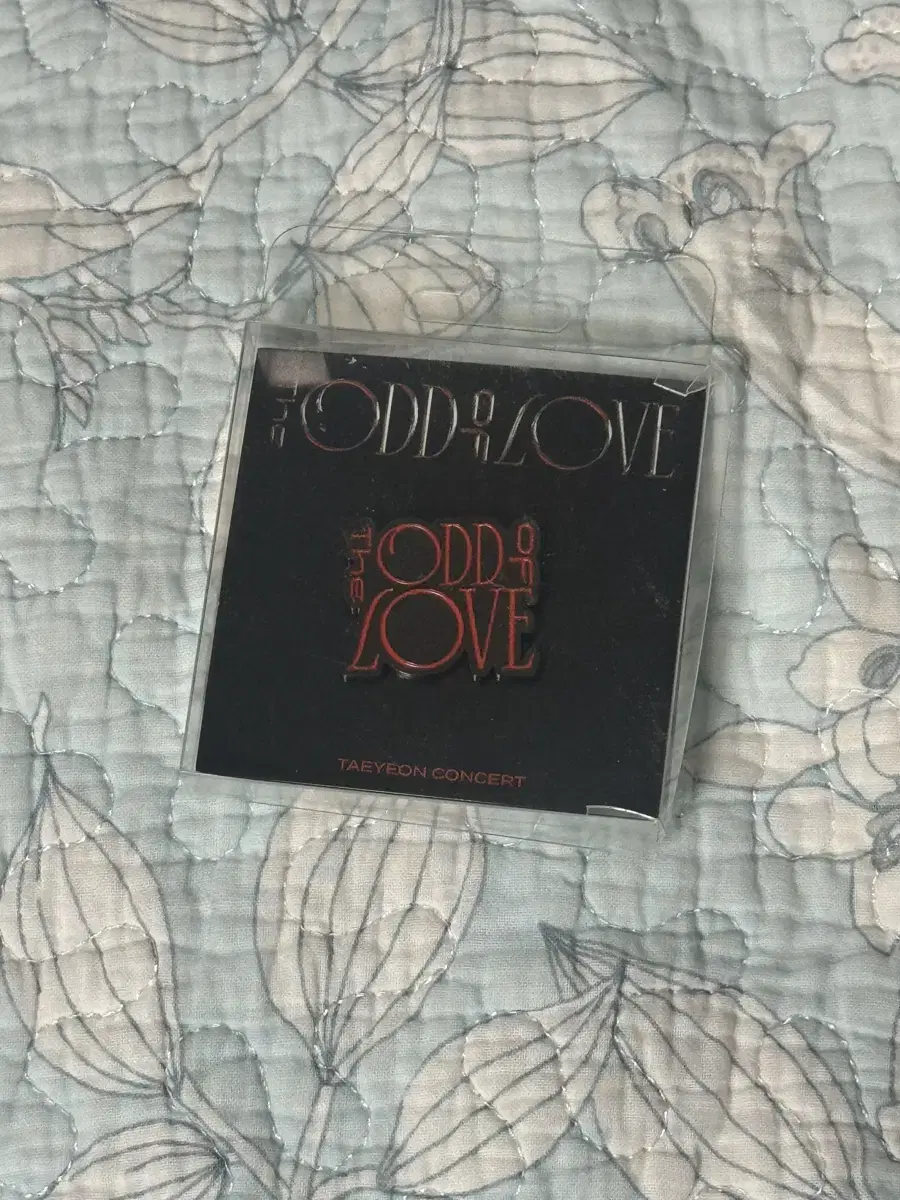 The ODD OF LOVE
The ODD OF
LOVE
TAEYEON CONCERT